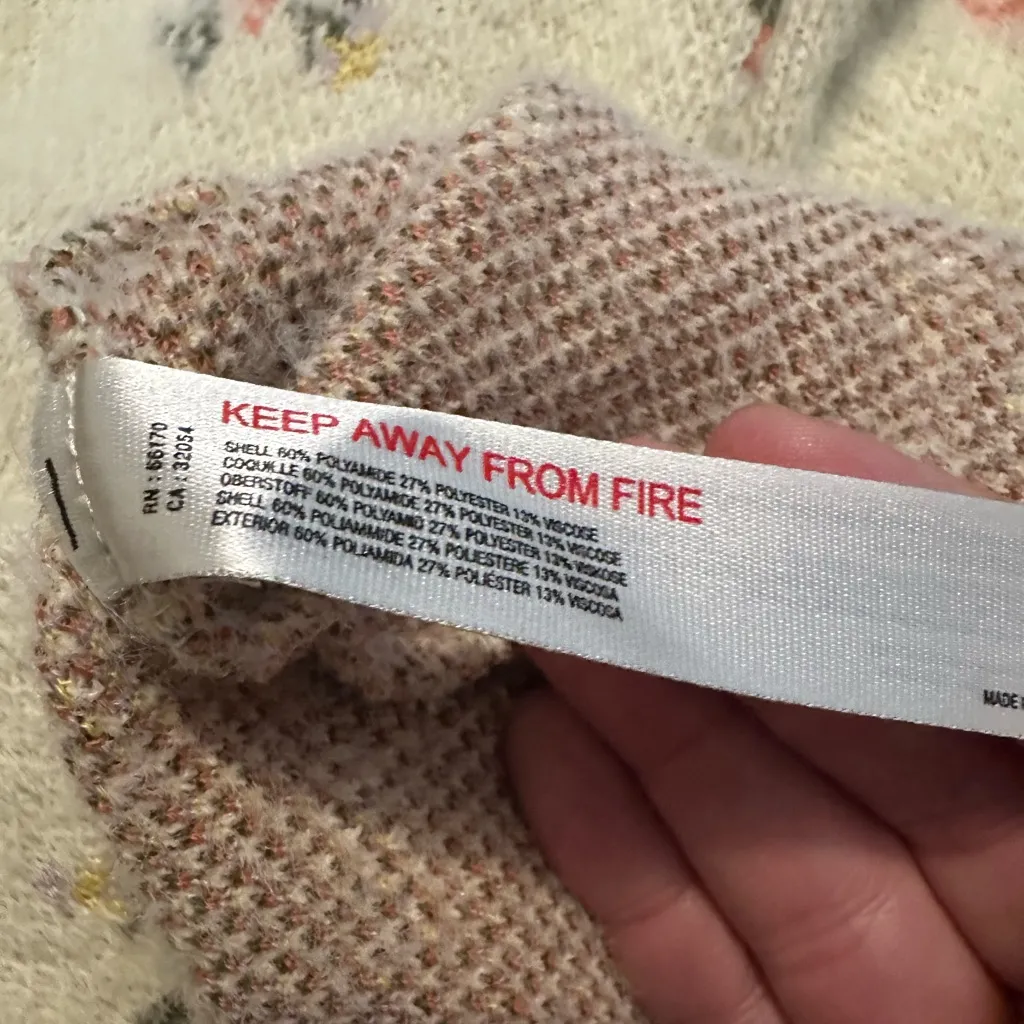 KEEP AWAY FROM FIRE
SHELL 60% POLYAMIDE 27% POLYESTER 13% VISCOSE
COQUILLE 60% POLYAMIDE 27% POLYESTER 13% VISCOSE
OBERSTOFF 60% POLYAMID 27% POLYESTER 13% VISKOSE
SHELL 60% POLIAMMIDE 27% POLIESTERE 13% VISCOSA
EXTERIOR 60% POLIAMIDA 27% POLIÉSTER 13% VISCOSA
RN : 66170
CA : 32054
MADE